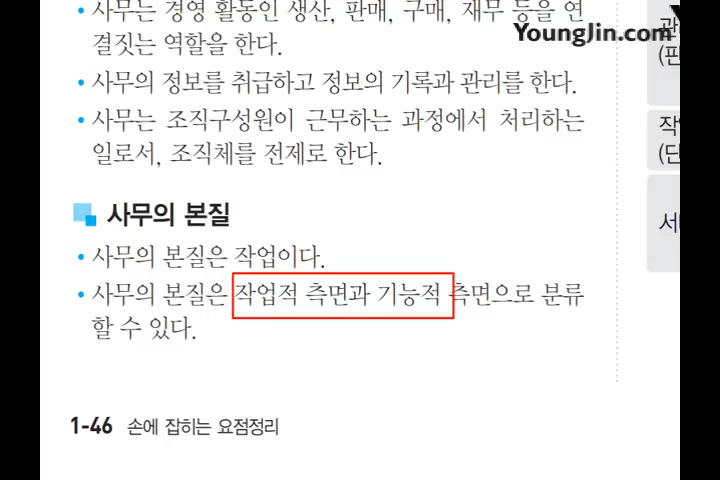 • 사무는 경영 활동인 생산, 판매, 구매, 재무 등을 연
결짓는 역할을 한다.
YoungJin.com
• 사무의 정보를 취급하고 정보의 기록과 관리를 한다.
• 사무는 조직구성원이 근무하는 과정에서 처리하는
일로서, 조직체를 전제로 한다.
사무의 본질
• 사무의 본질은 작업이다.
• 사무의 본질은 작업적 측면과 기능적 측면으로 분류
할 수 있다.
1-46 손에 잡히는 요점정리